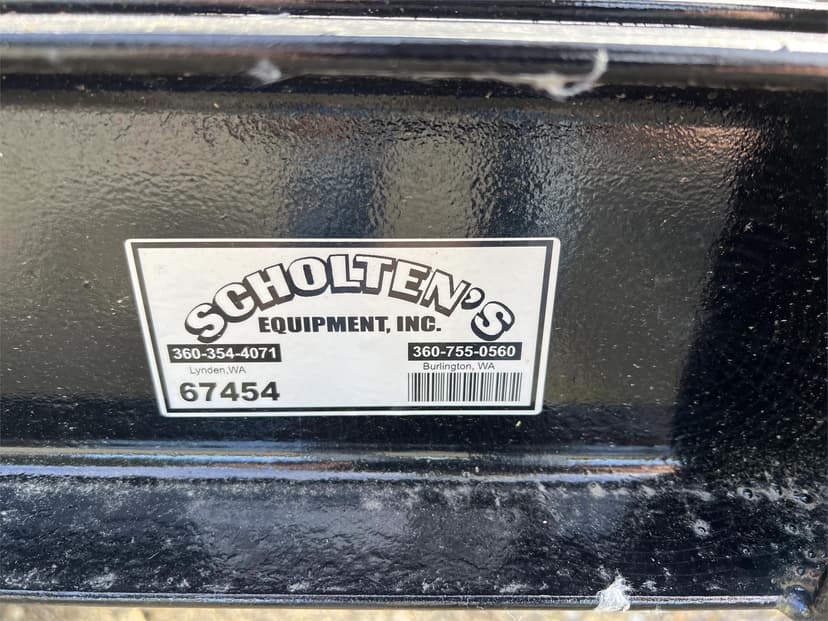 SCHOLTEN'S
EQUIPMENT, INC.
360-354-4071 360-755-0560
Lynden,WA Burlington, WA
67454